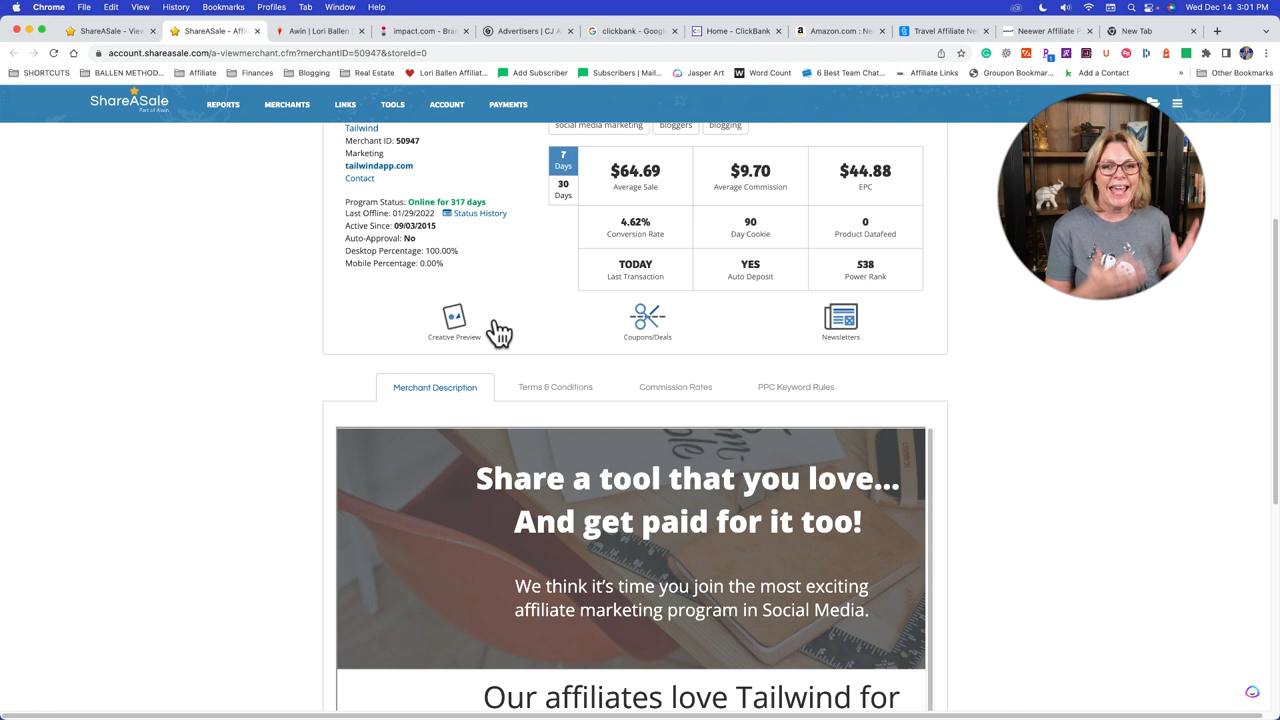 Chrome File Edit View History Bookmarks Profiles Tab Window Help
Wed Dec 14 3:01 PM
ShareASale - View
ShareASale - Affil
Awin | Lori Ballen
impact.com - Bran
Advertisers | CJ A
clickbank - Googl
Home - ClickBank
Amazon.com : Ne
Travel Affiliate Ne
Neewer Affiliate P
New Tab
account.shareasale.com/a-viewmerchant.cfm?merchantID=50947&storeId=0
SHORTCUTS
BALLEN METHOD...
Affiliate
Finances
Blogging
Real Estate
Lori Ballen Affiliat...
Add Subscriber
Subscribers | Mail...
Jasper Art
Word Count
6 Best Team Chat...
Affiliate Links
Groupon Bookmar...
Add a Contact
»
Other Bookmarks
ShareASale
Part of Awin
REPORTS MERCHANTS LINKS TOOLS ACCOUNT PAYMENTS
Tailwind
Merchant ID: 50947
Marketing
tailwindapp.com
Contact
Program Status: Online for 317 days
Last Offline: 01/29/2022 Status History
Active Since: 09/03/2015
Auto-Approval: No
Desktop Percentage: 100.00%
Mobile Percentage: 0.00%
social media marketing bloggers blogging
7
Days
30
Days
$64.69 $9.70 $44.88
Average Sale Average Commission EPC
4.62% 90 0
Conversion Rate Day Cookie Product Datafeed
TODAY YES 538
Last Transaction Auto Deposit Power Rank
Creative Preview Coupons/Deals Newsletters
Merchant Description Terms & Conditions Commission Rates PPC Keyword Rules
Share a tool that you love...
And get paid for it too!
We think it's time you join the most exciting
affiliate marketing program in Social Media.
Our affiliates love Tailwind for